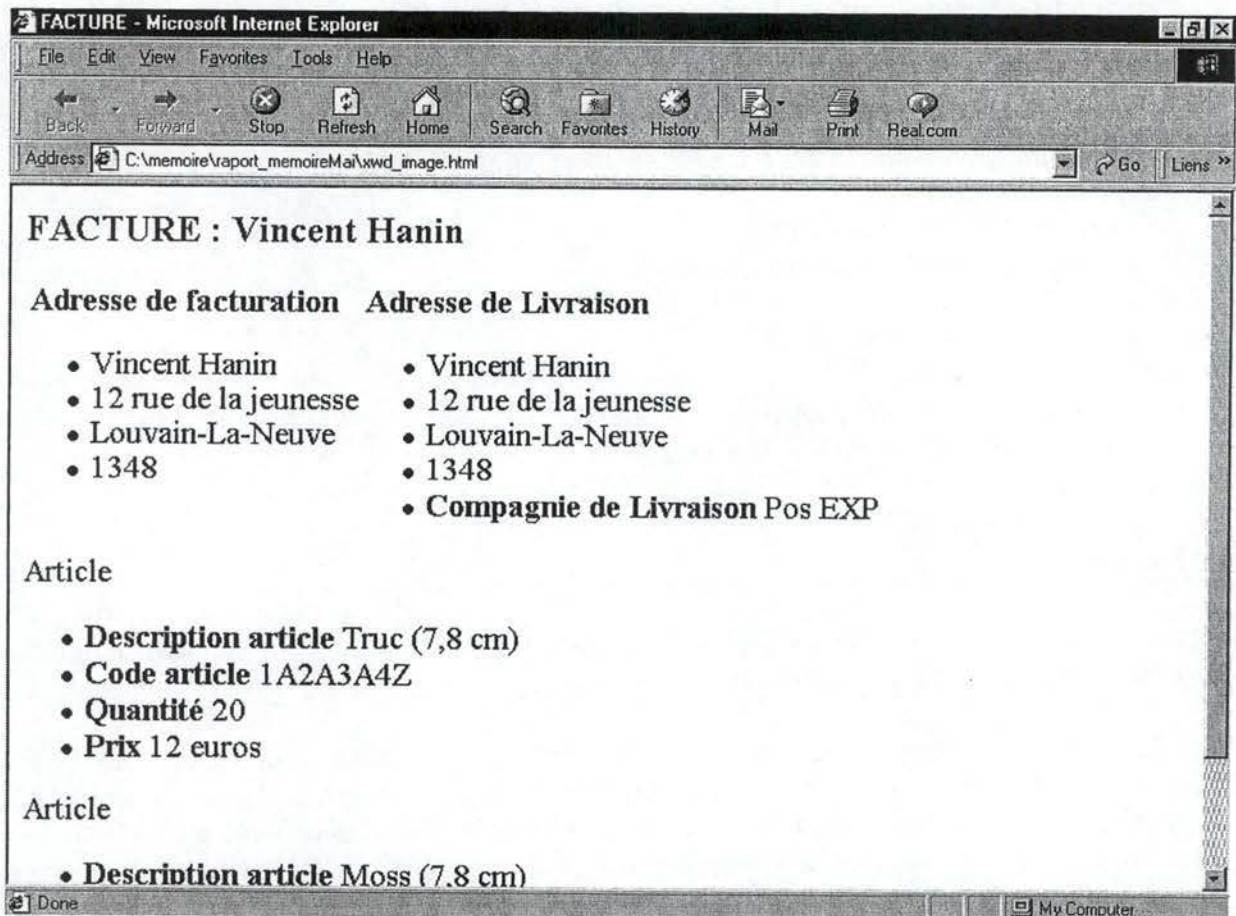 FACTURE - Microsoft Internet Explorer
File Edit View Favorites Tools Help
Back Forward Stop Refresh Home Search Favorites History Mail Print Real.com
Address C:\memoire\raport_memoireMai\xwd_image.html Go Liens »
FACTURE : Vincent Hanin
Adresse de facturation Adresse de Livraison
• Vincent Hanin • Vincent Hanin
• 12 rue de la jeunesse • 12 rue de la jeunesse
• Louvain-La-Neuve • Louvain-La-Neuve
• 1348 • 1348
• Compagnie de Livraison Pos EXP
Article
• Description article Truc (7,8 cm)
• Code article 1A2A3A4Z
• Quantité 20
• Prix 12 euros
Article
• Description article Moss (7,8 cm)
Done My Computer